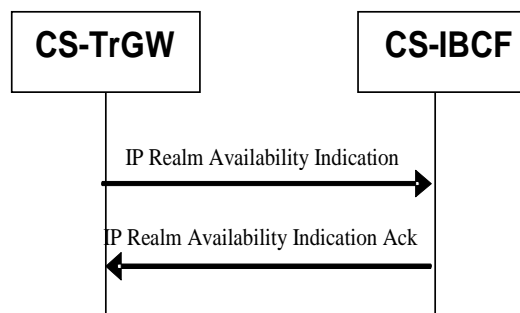 CS-TrGW
CS-IBCF
IP Realm Availability Indication
IP Realm Availability Indication Ack